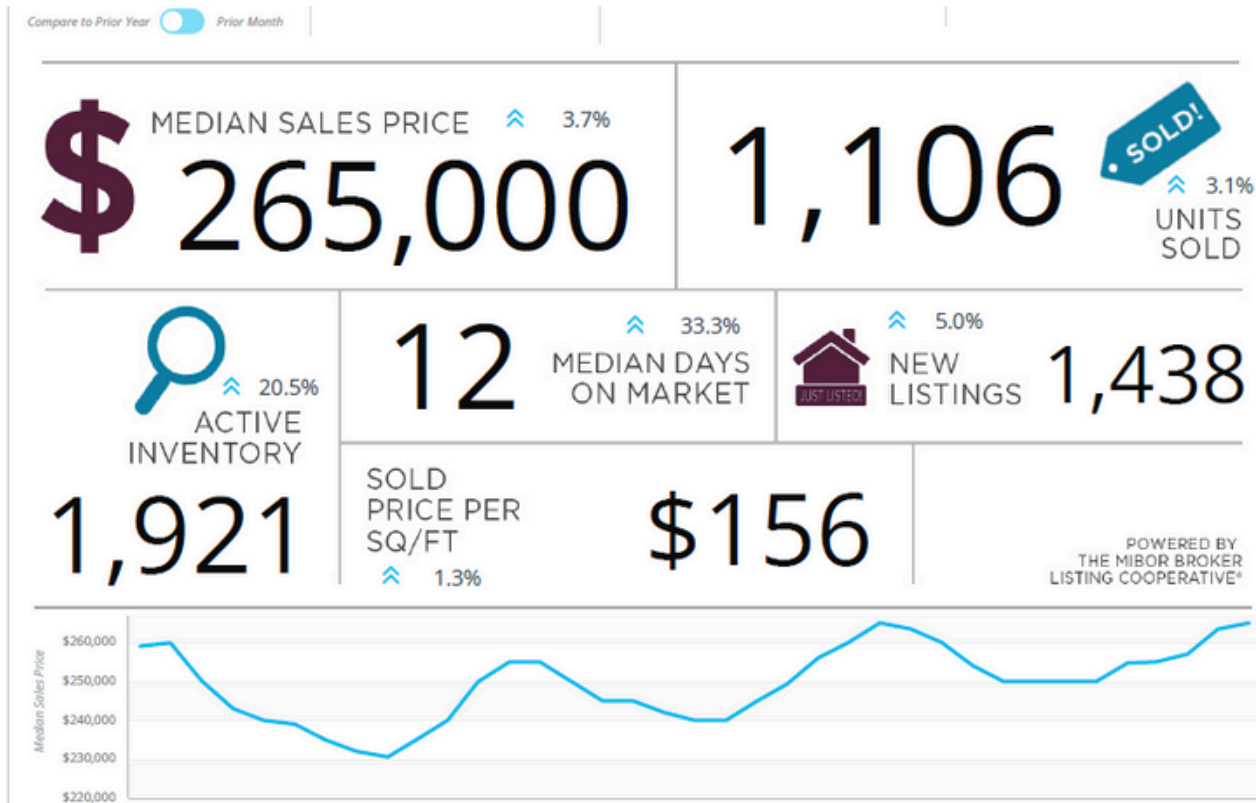 Compare to Prior Year Prior Month
MEDIAN SALES PRICE 3.7%
$ 265,000
1,106
SOLD!
3.1%
UNITS
SOLD
20.5%
ACTIVE
INVENTORY
1,921
12
33.3%
MEDIAN DAYS
ON MARKET
JUST LISTED!
5.0%
NEW
LISTINGS
1,438
SOLD
PRICE PER
SQ/FT
1.3%
$156
POWERED BY
THE MIBOR BROKER
LISTING COOPERATIVE®
Median Sales Price
$260,000
$250,000
$240,000
$230,000
$220,000